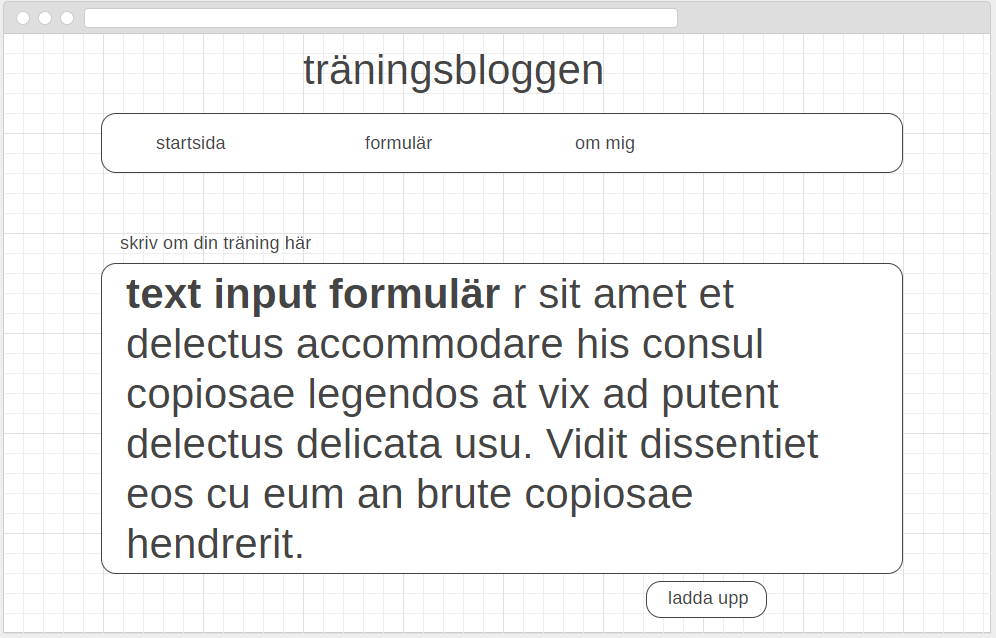 träningsbloggen
startsida formulär om mig
skriv om din träning här
text input formulär r sit amet et
delectus accommodare his consul
copiosae legendos at vix ad putent
delectus delicata usu. Vidit dissentiet
eos cu eum an brute copiosae
hendrerit.
ladda upp